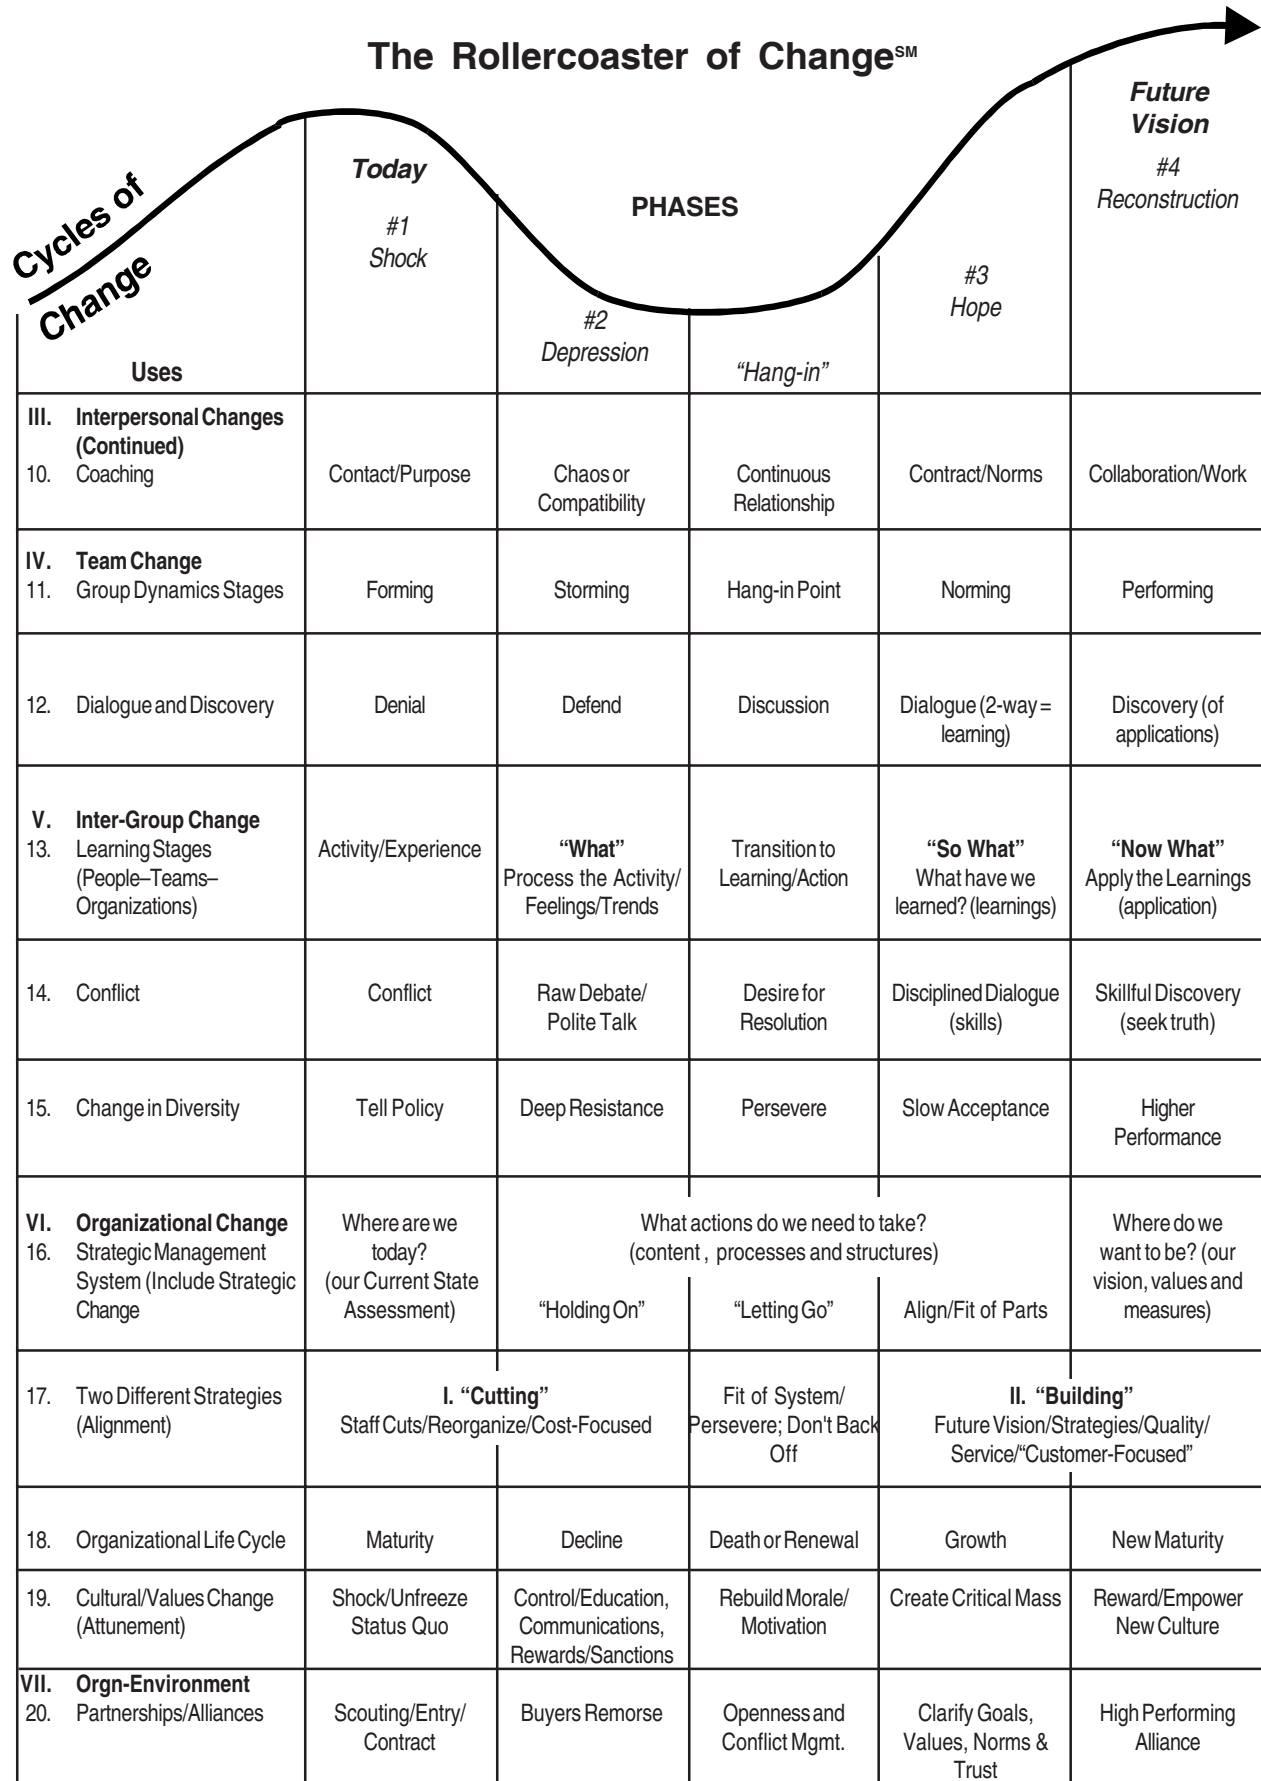 The Rollercoaster of Change℠
Cycles of
Change
Uses
Today
#1
Shock
PHASES
#2
Depression
“Hang-in”
#3
Hope
Future
Vision
#4
Reconstruction
III. Interpersonal Changes
(Continued)
10. Coaching
Contact/Purpose
Chaos or
Compatibility
Continuous
Relationship
Contract/Norms
Collaboration/Work
IV. Team Change
11. Group Dynamics Stages
Forming
Storming
Hang-in Point
Norming
Performing
12. Dialogue and Discovery
Denial
Defend
Discussion
Dialogue (2-way =
learning)
Discovery (of
applications)
V. Inter-Group Change
13. Learning Stages
(People–Teams–
Organizations)
Activity/Experience
“What”
Process the Activity/
Feelings/Trends
Transition to
Learning/Action
“So What”
What have we
learned? (learnings)
“Now What”
Apply the Learnings
(application)
14. Conflict
Conflict
Raw Debate/
Polite Talk
Desire for
Resolution
Disciplined Dialogue
(skills)
Skillful Discovery
(seek truth)
15. Change in Diversity
Tell Policy
Deep Resistance
Persevere
Slow Acceptance
Higher
Performance
VI. Organizational Change
16. Strategic Management
System (Include Strategic
Change
Where are we
today?
(our Current State
Assessment)
What actions do we need to take?
(content , processes and structures)
“Holding On”
“Letting Go”
Align/Fit of Parts
Where do we
want to be? (our
vision, values and
measures)
17. Two Different Strategies
(Alignment)
I. “Cutting”
Staff Cuts/Reorganize/Cost-Focused
Fit of System/
Persevere; Don't Back
Off
II. “Building”
Future Vision/Strategies/Quality/
Service/“Customer-Focused”
18. Organizational Life Cycle
Maturity
Decline
Death or Renewal
Growth
New Maturity
19. Cultural/Values Change
(Attunement)
Shock/Unfreeze
Status Quo
Control/Education,
Communications,
Rewards/Sanctions
Rebuild Morale/
Motivation
Create Critical Mass
Reward/Empower
New Culture
VII. Orgn-Environment
20. Partnerships/Alliances
Scouting/Entry/
Contract
Buyers Remorse
Openness and
Conflict Mgmt.
Clarify Goals,
Values, Norms &
Trust
High Performing
Alliance